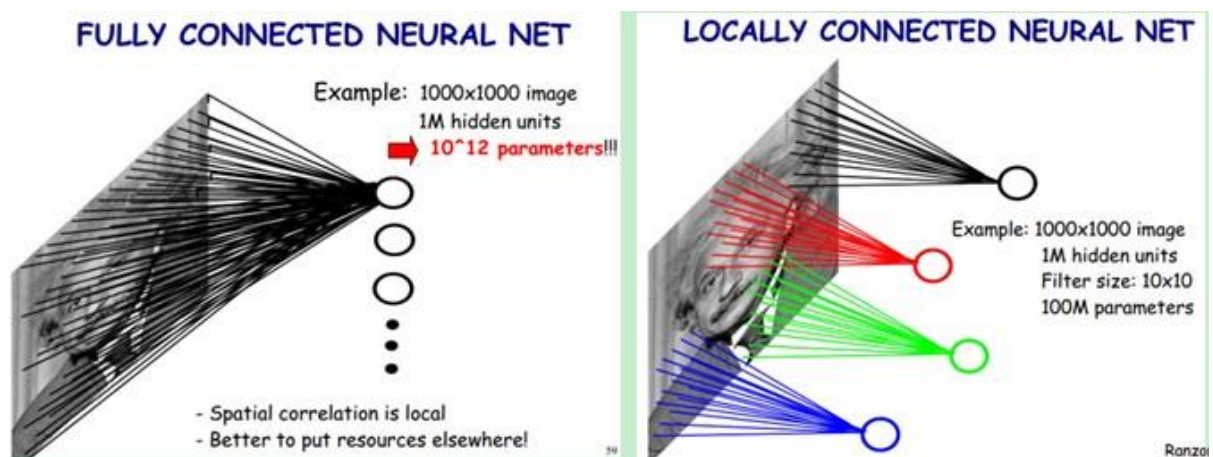 FULLY CONNECTED NEURAL NET
Example: 1000x1000 image
1M hidden units
10^12 parameters!!!
- Spatial correlation is local
- Better to put resources elsewhere!
59
LOCALLY CONNECTED NEURAL NET
Example: 1000x1000 image
1M hidden units
Filter size: 10x10
100M parameters